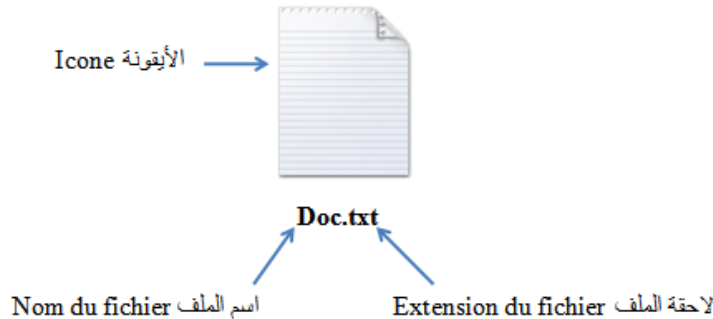 الأيقونة Icone
Doc.txt
اسم الملف Nom du fichier
لاحقة الملف Extension du fichier